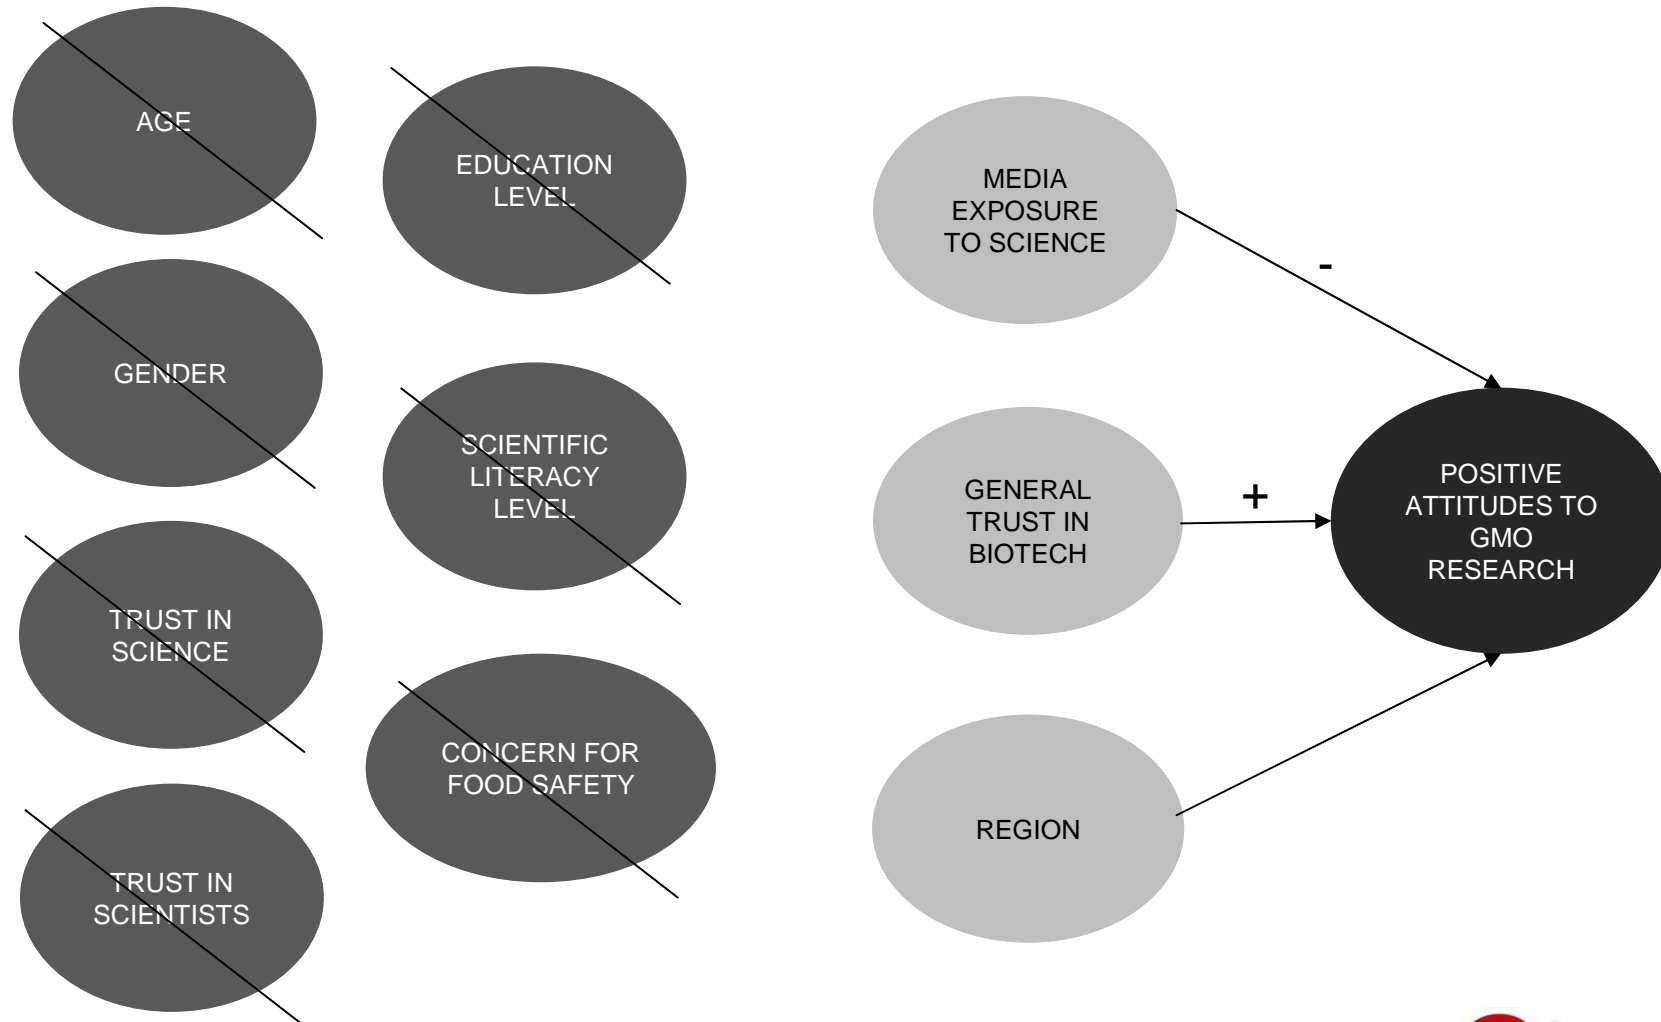 AGE
EDUCATION
LEVEL
GENDER
SCIENTIFIC
LITERACY
LEVEL
TRUST IN
SCIENCE
CONCERN FOR
FOOD SAFETY
TRUST IN
SCIENTISTS
MEDIA
EXPOSURE
TO SCIENCE
-
GENERAL
TRUST IN
BIOTECH
+
REGION
POSITIVE
ATTITUDES TO
GMO
RESEARCH